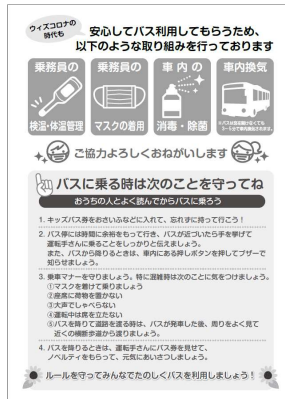 ウィズコロナの
時代も
安心してバス利用してもらうため、
以下のような取り組みを行っております
乗務員の
検温・体温管理
乗務員の
マスクの着用
車内の
消毒・除菌
車内換気
ご協力よろしくおねがいします
バスに乗る時は次のことを守ってね
おうちの人とよく読んでからバスに乗ろう
1. キッズバス券をおさいふなどに入れて、忘れずに持って行こう！
2. バス停には時間に余裕をもって行き、バスが近づいたら手を挙げて
運転手さんに乗ることをしっかりと伝えましょう。
また、バスから降りるときは、車内にある押しボタンを押してブザーで
知らせましょう。
3. 乗車マナーを守りましょう。特に混雑時は次のことに気をつけましょう。
①マスクを着けて乗りましょう
②座席に荷物を置かない
③大声でしゃべらない
④運転中は席を立たない
⑤バスを降りて道路を渡る時は、バスが発車した後、周りをよく見て
近くの横断歩道から渡りましょう。
4. バスを降りるときは、運転手さんにバス券を見せて、
ノベルティをもらって、元気にあいさつしましょう。
ルールを守ってみんなでたのしくバスを利用しましょう！